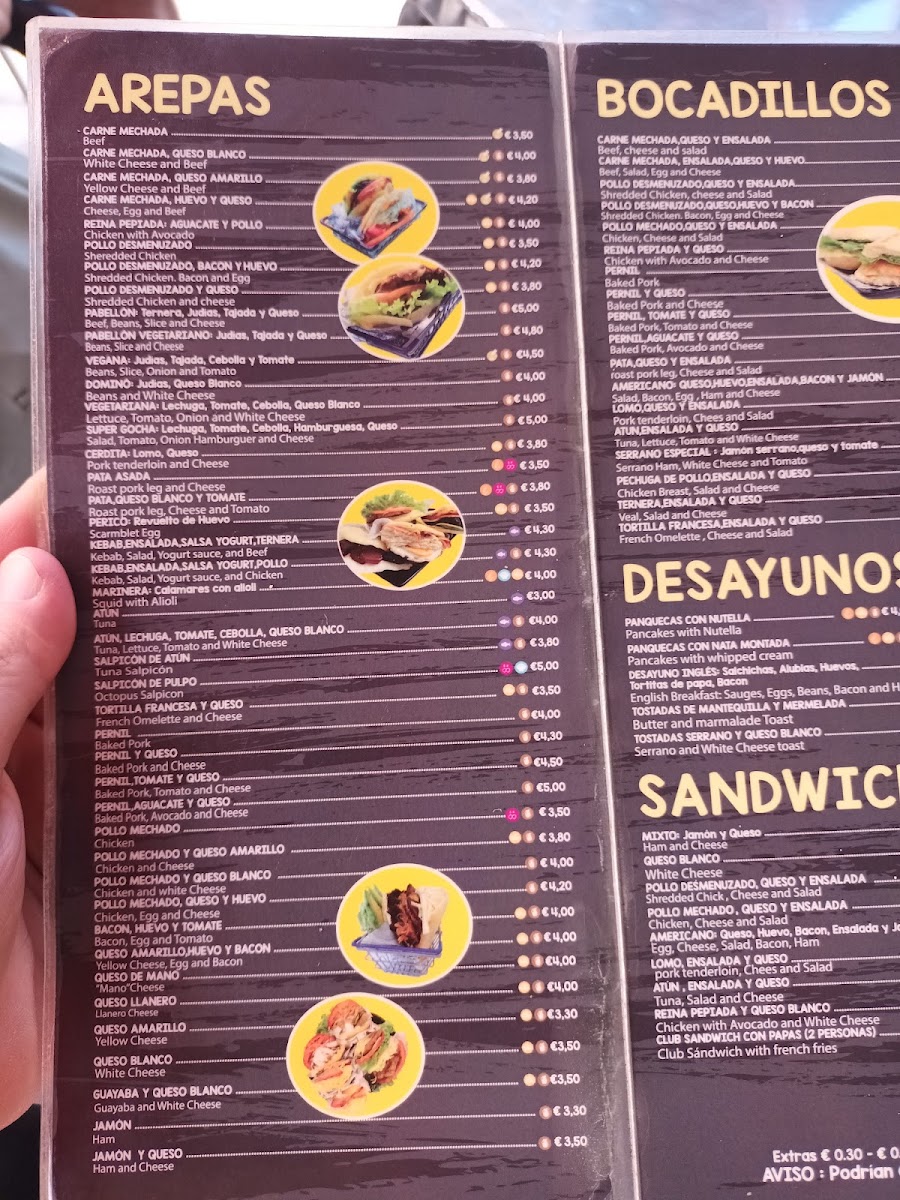 AREPAS
CARNE MECHADA € 3,50
Beef
CARNE MECHADA, QUESO BLANCO € 4,00
White Cheese and Beef
CARNE MECHADA, QUESO AMARILLO € 3,80
Yellow Cheese and Beef
CARNE MECHADA, HUEVO Y QUESO € 4,20
Cheese, Egg and Beef
REINA PEPIADA: AGUACATE Y POLLO € 4,00
Chicken with Avocado
POLLO DESMENUZADO € 3,50
Sheredded Chicken
POLLO DESMENUZADO, BACON Y HUEVO € 4,20
Shredded Chicken, Bacon and Egg
POLLO DESMENUZADO Y QUESO € 3,80
Shredded Chicken and cheese
PABELLÓN: Ternera, Judias, Tajada y Queso €5,00
Beef, Beans, Slice and Cheese
PABELLÓN VEGETARIANO: Judias, Tajada y Queso €4,80
Beans, Slice and Cheese
VEGANA: Judias, Tajada, Cebolla y Tomate €4,50
Beans, Slice, Onion and Tomato
DOMINÓ: Judias, Queso Blanco € 4,00
Beans and White Cheese
VEGETARIANA: Lechuga, Tomate, Cebolla, Queso Blanco € 4,00
Lettuce, Tomato, Onion and White Cheese
SUPER GOCHA: Lechuga, Tomate, Cebolla, Hamburguesa, Queso € 5,00
Salad, Tomato, Onion Hamburguer and Cheese
CERDITA: Lomo, Queso € 3,80
Pork tenderloin and Cheese
PATA ASADA € 3,50
Roast pork leg and Cheese
PATA,QUESO BLANCO Y TOMATE € 3,80
Roast pork leg, Cheese and Tomato
PERICO: Revuelto de Huevo € 3,50
Scarmblet Egg
KEBAB,ENSALADA,SALSA YOGURT,TERNERA € 4,30
Kebab, Salad, Yogurt sauce, and Beef
KEBAB,ENSALADA,SALSA YOGURT,POLLO € 4,30
Kebab, Salad, Yogurt sauce, and Chicken
MARINERA: Calamares con alioli € 4,00
Squid with Alioli
ATÚN €3,00
Tuna
ATÚN, LECHUGA, TOMATE, CEBOLLA, QUESO BLANCO €4,00
Tuna, Lettuce, Tomato and White Cheese
SALPICÓN DE ATÚN €3,80
Tuna Salpicón
SALPICÓN DE PULPO €5,00
Octopus Salpicon
TORTILLA FRANCESA Y QUESO €3,50
French Omelette and Cheese
PERNIL €4,00
Baked Pork
PERNIL Y QUESO €4,30
Baked Pork and Cheese
PERNIL,TOMATE Y QUESO €4,50
Baked Pork, Tomato and Cheese
PERNIL,AGUACATE Y QUESO €5,00
Baked Pork, Avocado and Cheese
POLLO MECHADO € 3,50
Chicken
POLLO MECHADO Y QUESO AMARILLO € 3,80
Chicken and Cheese
POLLO MECHADO Y QUESO BLANCO € 4,00
Chicken and white Cheese
POLLO MECHADO, QUESO Y HUEVO €4,20
Chicken, Egg and Cheese
BACON, HUEVO Y TOMATE € 4,00
Bacon, Egg and Tomato
QUESO AMARILLO,HUEVO Y BACON € 4,00
Yellow Cheese, Egg and Bacon
QUESO DE MANO €4,00
"Mano"Cheese
QUESO LLANERO €4,00
Llanero Cheese
QUESO AMARILLO €3,30
Yellow Cheese
QUESO BLANCO €3,50
White Cheese
GUAYABA Y QUESO BLANCO €3,50
Guayaba and White Cheese
JAMÓN € 3,30
Ham
JAMÓN Y QUESO € 3,50
Ham and Cheese
BOCADILLOS
CARNE MECHADA,QUESO Y ENSALADA
Beef, cheese and salad
CARNE MECHADA, ENSALADA,QUESO Y HUEVO
Beef, Salad, Egg and Cheese
POLLO DESMENUZADO,QUESO Y ENSALADA
Shredded Chicken, cheese and Salad
POLLO DESMENUZADO,QUESO,HUEVO Y BACON
Shredded Chicken. Bacon, Egg and Cheese
POLLO MECHADO,QUESO Y ENSALADA
Chicken, Cheese and Salad
REINA PEPIADA Y QUESO
Chicken with Avocado and Cheese
PERNIL
Baked Pork
PERNIL Y QUESO
Baked Pork and Cheese
PERNIL, TOMATE Y QUESO
Baked Pork, Tomato and Cheese
PERNIL,AGUACATE Y QUESO
Baked Pork, Avocado and Cheese
PATA,QUESO Y ENSALADA
roast pork leg, Cheese and Salad
AMERICANO: QUESO,HUEVO,ENSALADA,BACON Y JAMÓN
Salad, Bacon, Egg , Ham and Cheese
LOMO,QUESO Y ENSALADA
Pork tenderloin, Chees and Salad
ATUN,ENSALADA Y QUESO
Tuna, Lettuce, Tomato and White Cheese
SERRANO ESPECIAL : Jamón serrano,queso y tomate
Serrano Ham, White Cheese and Tomato
PECHUGA DE POLLO,ENSALADA Y QUESO
Chicken Breast, Salad and Cheese
TERNERA,ENSALADA Y QUESO
Veal, Salad and Cheese
TORTILLA FRANCESA,ENSALADA Y QUESO
French Omelette , Cheese and Salad
DESAYUNOS
PANQUECAS CON NUTELLA €4,
Pancakes with Nutella
PANQUECAS CON NATA MONTADA
Pancakes with whipped cream
DESAYUNO INGLÉS: Salchichas, Alubias, Huevos,
Tortitas de papa, Bacon
English Breakfast: Sauges, Eggs, Beans, Bacon and H
TOSTADAS DE MANTEQUILLA Y MERMELADA
Butter and marmalade Toast
TOSTADAS SERRANO Y QUESO BLANCO
Serrano and White Cheese toast
SANDWIC
MIXTO: Jamón y Queso
Ham and Cheese
QUESO BLANCO
White Cheese
POLLO DESMENUZADO, QUESO Y ENSALADA
Shredded Chick , Cheese and Salad
POLLO MECHADO , QUESO Y ENSALADA
Chicken, Cheese and Salad
AMERICANO: Queso, Huevo, Bacon, Ensalada y Ja
Egg, Cheese, Salad, Bacon, Ham
LOMO, ENSALADA Y QUESO
pork tenderloin, Chees and Salad
ATÚN , ENSALADA Y QUESO
Tuna, Salad and Cheese
REINA PEPIADA Y QUESO BLANCO
Chicken with Avocado and White Cheese
CLUB SANDWICH CON PAPAS (2 PERSONAS)
Club Sándwich with french fries
Extras € 0.30 - € 0.
AVISO : Podrian